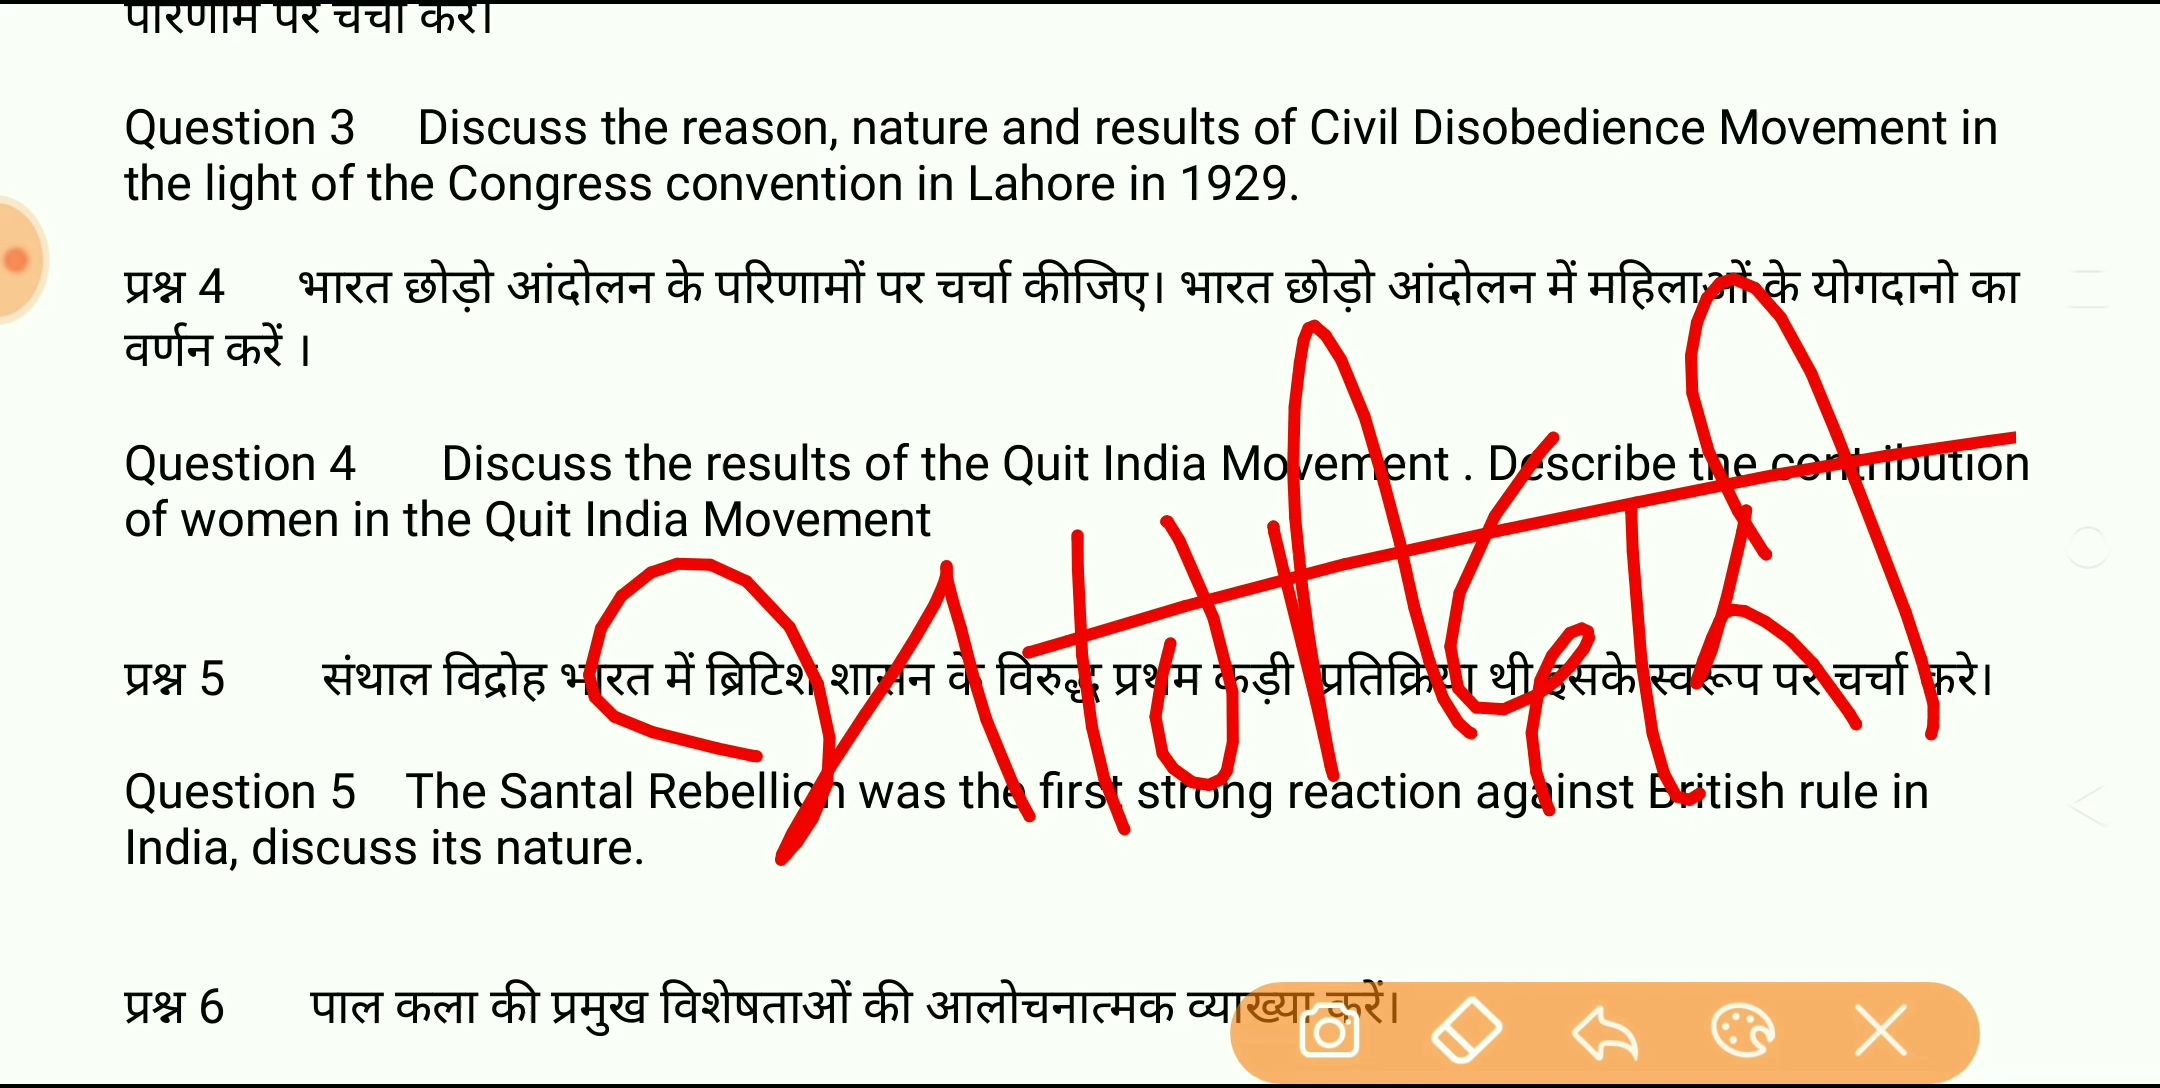 परिणाम पर चर्चा करें।
Question 3 Discuss the reason, nature and results of Civil Disobedience Movement in
the light of the Congress convention in Lahore in 1929.
प्रश्न 4 भारत छोड़ो आंदोलन के परिणामों पर चर्चा कीजिए। भारत छोड़ो आंदोलन में महिलाओं के योगदानो का
वर्णन करें ।
Question 4 Discuss the results of the Quit India Movement . Describe the contribution
of women in the Quit India Movement
प्रश्न 5 संथाल विद्रोह भारत में ब्रिटिश शासन के विरुद्ध प्रथम कड़ी प्रतिक्रिया थी इसके स्वरूप पर चर्चा करे।
Question 5 The Santal Rebellion was the first strong reaction against British rule in
India, discuss its nature.
प्रश्न 6 पाल कला की प्रमुख विशेषताओं की आलोचनात्मक व्याख्या करें।